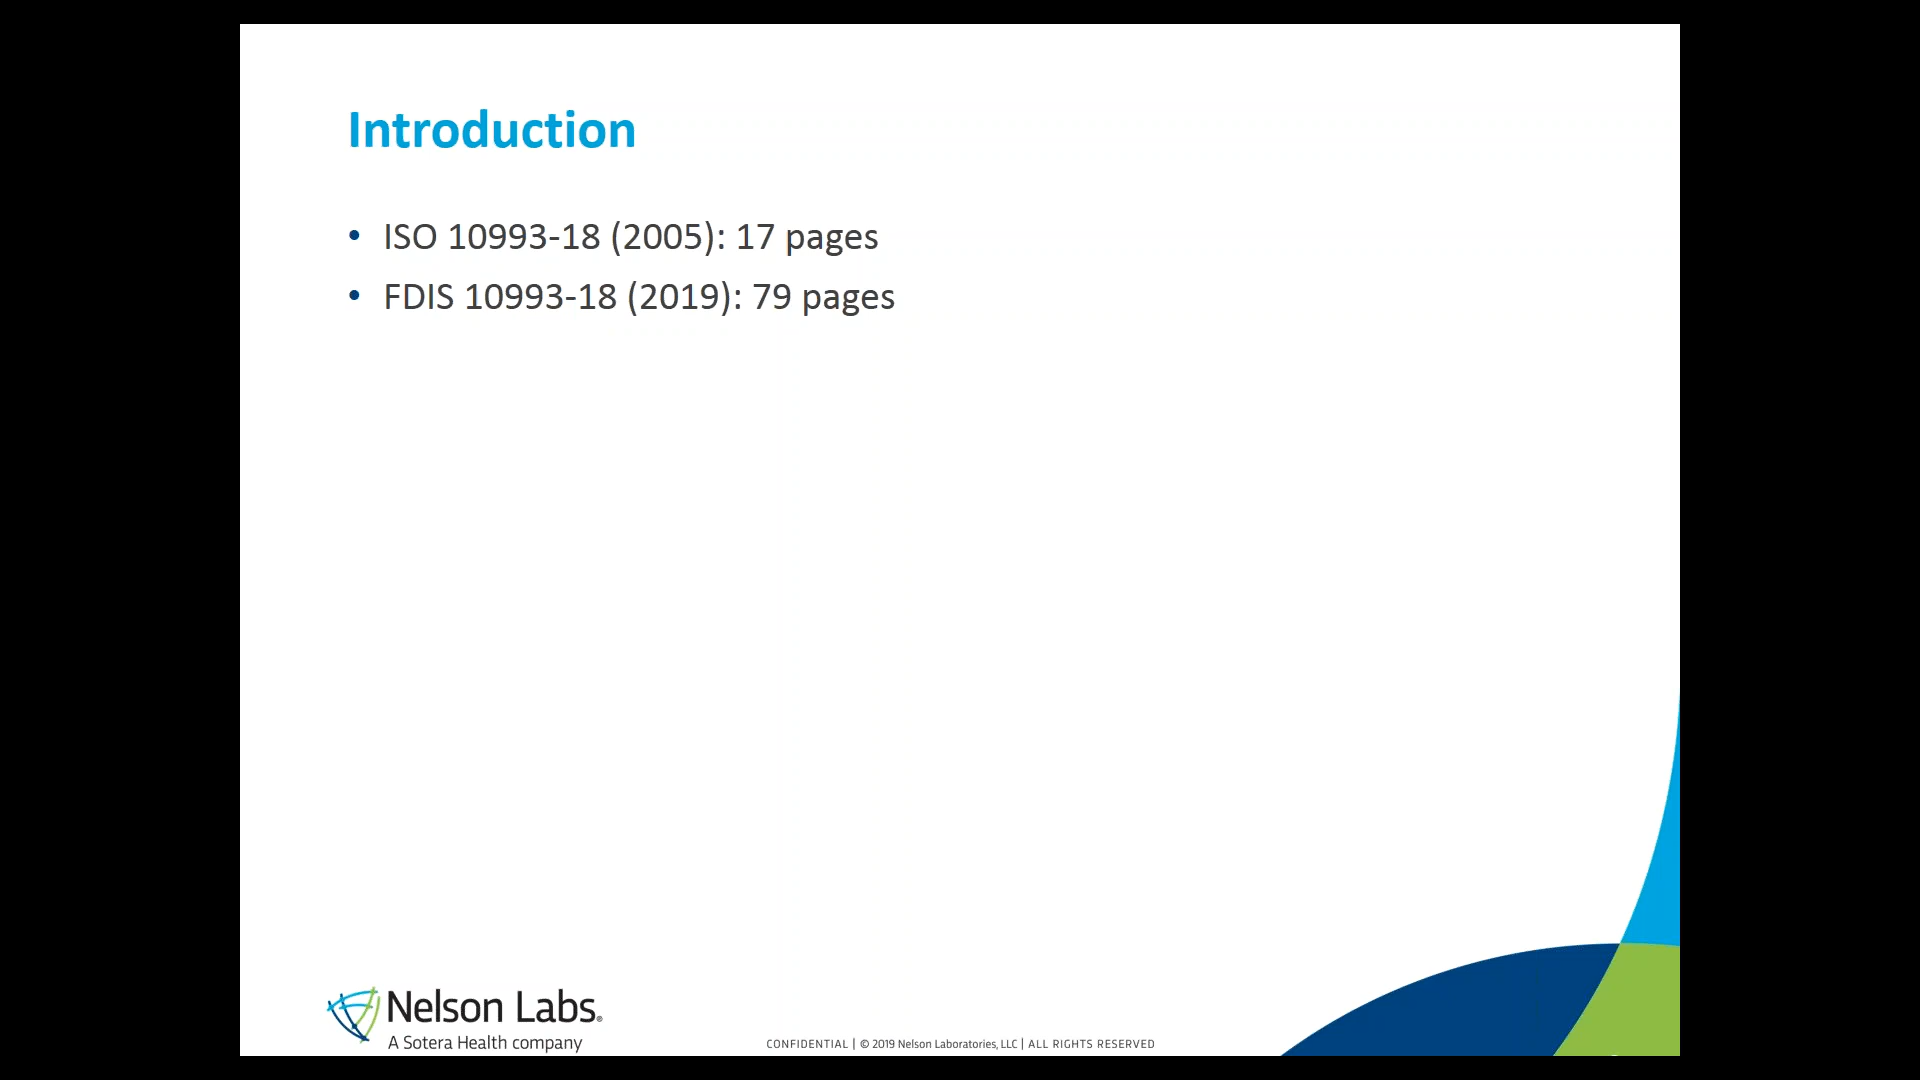 Introduction
• ISO 10993-18 (2005): 17 pages
• FDIS 10993-18 (2019): 79 pages
Nelson Labs®
A Sotera Health company
CONFIDENTIAL | © 2019 Nelson Laboratories, LLC | ALL RIGHTS RESERVED